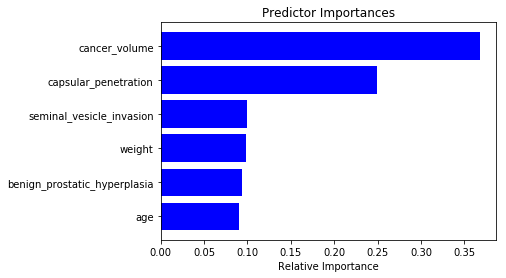 Predictor Importances
cancer_volume
capsular_penetration
seminal_vesicle_invasion
weight
benign_prostatic_hyperplasia
age
0.00 0.05 0.10 0.15 0.20 0.25 0.30 0.35
Relative Importance